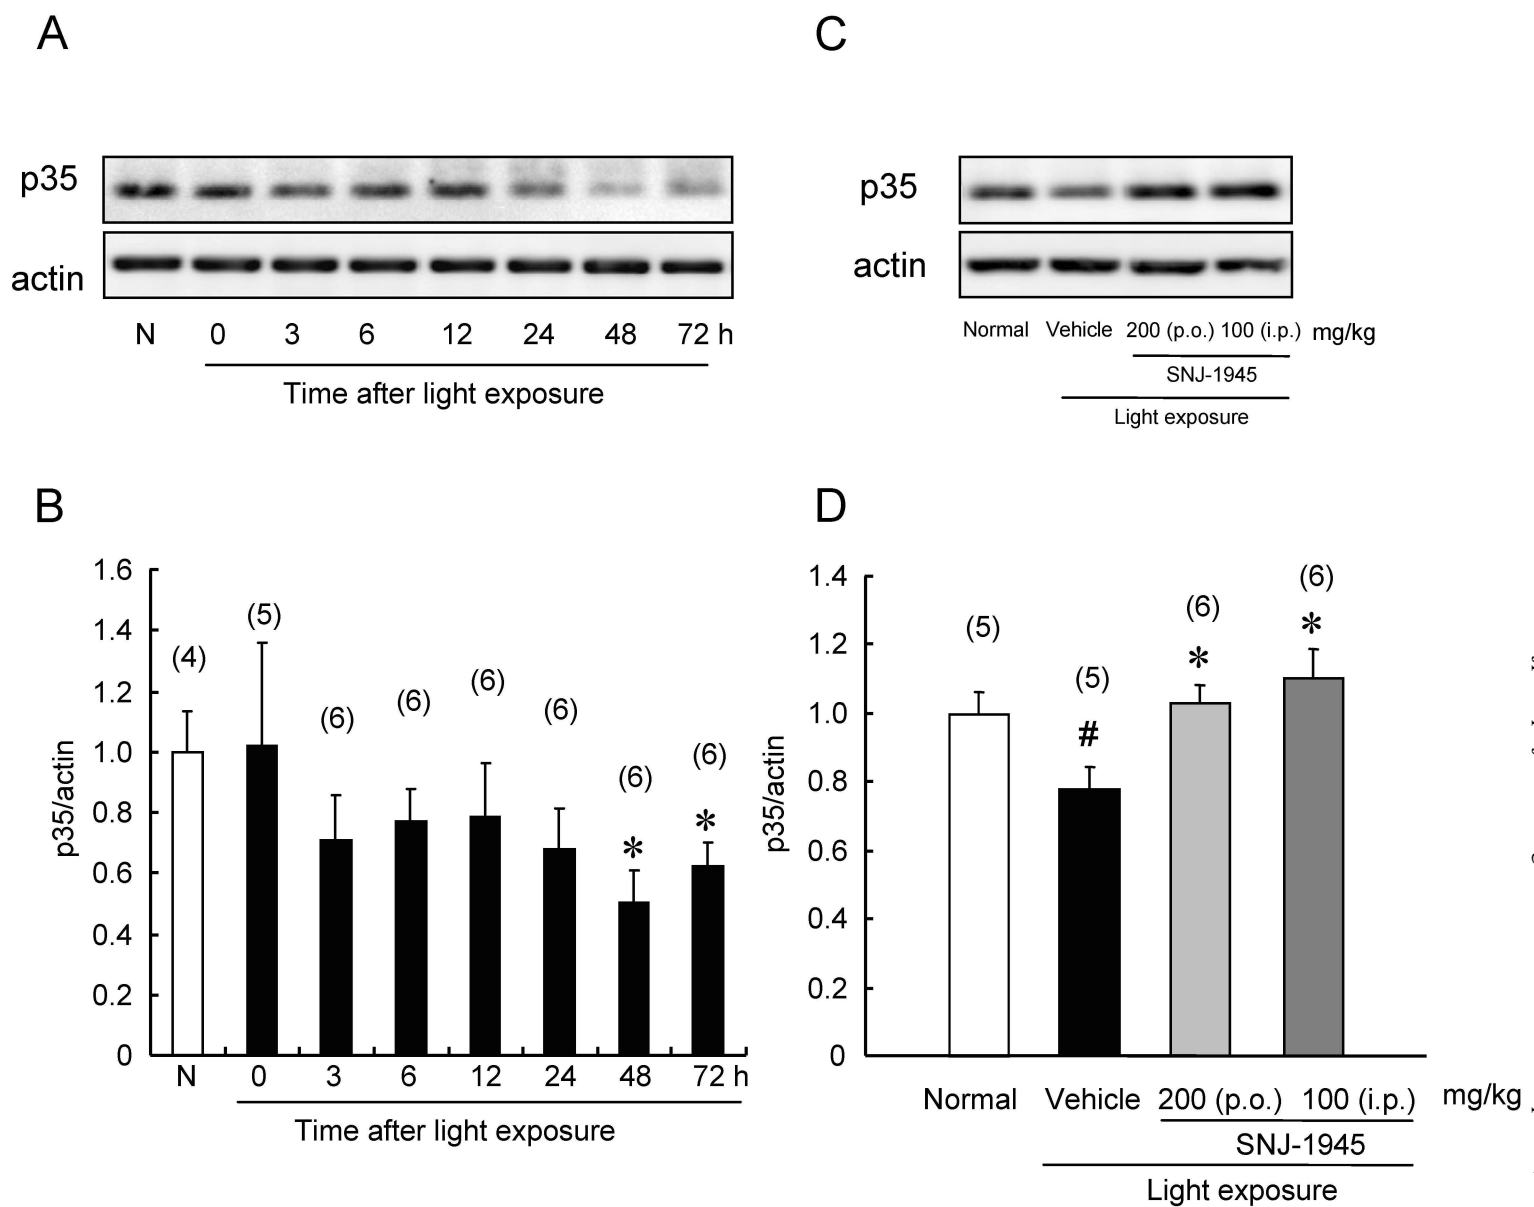 A
p35
actin
N 0 3 6 12 24 48 72 h
Time after light exposure
C
p35
actin
Normal Vehicle 200 (p.o.) 100 (i.p.) mg/kg
SNJ-1945
Light exposure
B
p35/actin
1.6
1.4
1.2
1.0
0.8
0.6
0.4
0.2
0
(4) (5) (6) (6) (6) (6) (6) (6)
* *
N 0 3 6 12 24 48 72 h
Time after light exposure
D
p35/actin
1.4
1.2
1.0
0.8
0.6
0.4
0.2
0
(5) (5) (6) (6)
# * *
Normal Vehicle 200 (p.o.) 100 (i.p.) mg/kg
SNJ-1945
Light exposure